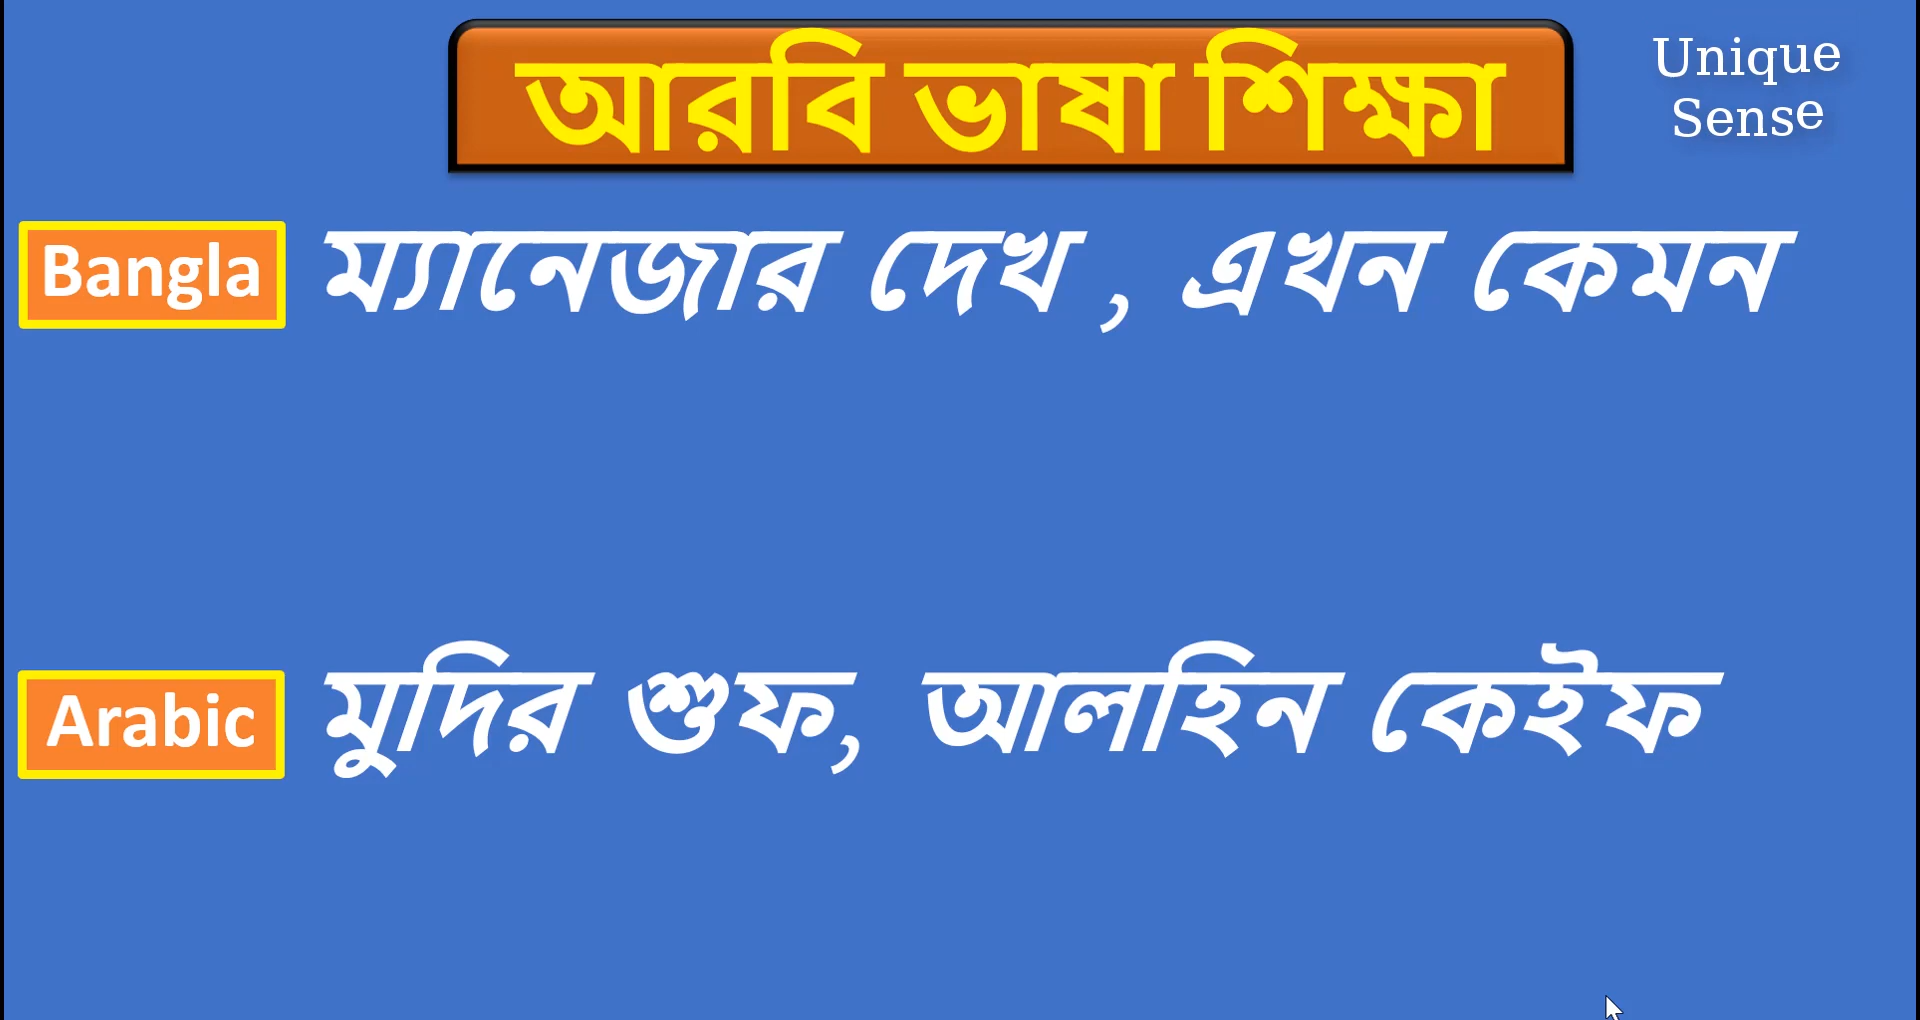 আরবি ভাষা শিক্ষা
Unique
Sense
Bangla
ম্যানেজার দেখ , এখন কেমন
Arabic
মুদির শুফ, আলহিন কেইফ